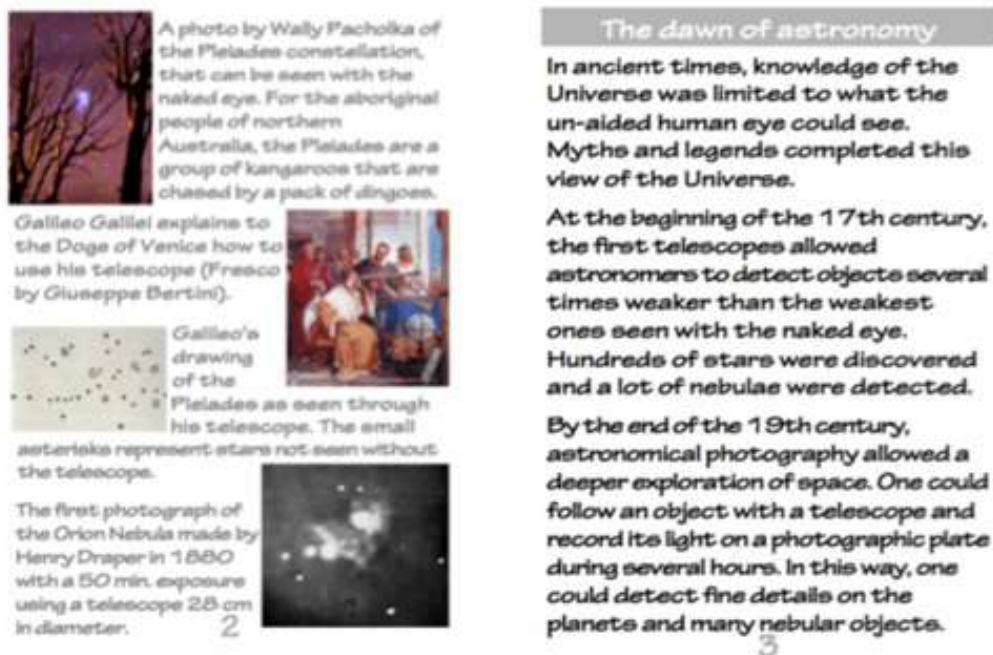 A photo by Wally Pacholka of
the Pleiades constellation,
that can be seen with the
naked eye. For the aboriginal
people of northern
Australia, the Pleiades are a
group of kangaroos that are
chased by a pack of dingoes.
Galileo Galilei explains to
the Doge of Venice how to
use his telescope (Fresco
by Giuseppe Bertini).
Galileo's
drawing
of the
Pleiades as seen through
his telescope. The small
asterisks represent stars not seen without
the telescope.
The first photograph of
the Orion Nebula made by
Henry Draper in 1880
with a 50 min. exposure
using a telescope 28 cm
in diameter.
2
The dawn of astronomy
In ancient times, knowledge of the
Universe was limited to what the
un-aided human eye could see.
Myths and legends completed this
view of the Universe.
At the beginning of the 17th century,
the first telescopes allowed
astronomers to detect objects several
times weaker than the weakest
ones seen with the naked eye.
Hundreds of stars were discovered
and a lot of nebulae were detected.
By the end of the 19th century,
astronomical photography allowed a
deeper exploration of space. One could
follow an object with a telescope and
record its light on a photographic plate
during several hours. In this way, one
could detect fine details on the
planets and many nebular objects.
3